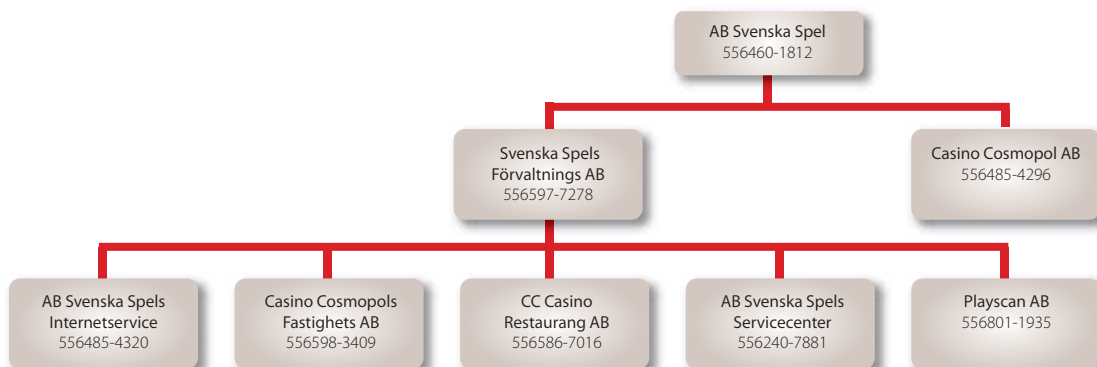 AB Svenska Spel
556460-1812
Svenska Spels
Förvaltnings AB
556597-7278
Casino Cosmopol AB
556485-4296
AB Svenska Spels
Internetservice
556485-4320
Casino Cosmopols
Fastighets AB
556598-3409
CC Casino
Restaurang AB
556586-7016
AB Svenska Spels
Servicecenter
556240-7881
Playscan AB
556801-1935